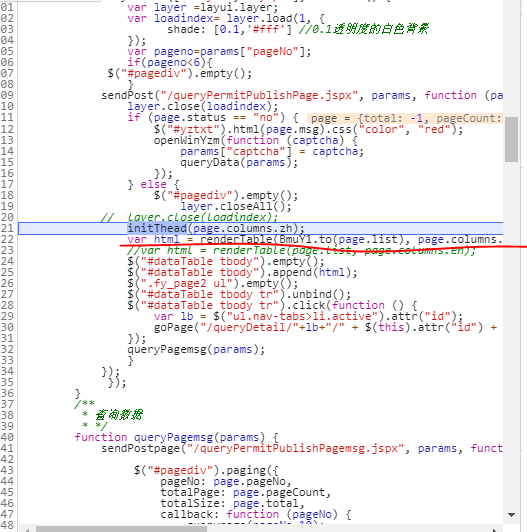 01 var layer =layui.layer;
02 var loadindex= layer.load(1, {
03 shade: [0.1,'#fff'] //0.1透明度的白色背景
04 });
05 var pageno=params["pageNo"];
06 if(pageno<6){
07 $("#pagediv").empty();
08 }
09 sendPost("/queryPermitPublishPage.jspx", params, function (pa
10 layer.close(loadindex);
11 if (page.status == "no") { page = {total: -1, pageCount:
12 $("#yztxt").html(page.msg).css("color", "red");
13 openWinYzm(function (captcha) {
14 params["captcha"] = captcha;
15 queryData(params);
16 });
17 } else {
18 $("#pagediv").empty();
19 layer.closeAll();
20 // layer.close(loadindex);
21 initThead(page.columns.zh);
22 var html = renderTable(BmuY1.to(page.list), page.columns.
23 //var html = renderTable(page.list, page.columns.en);
24 $("#dataTable tbody").empty();
25 $("#dataTable tbody").append(html);
26 $(".fy_page2 ul").empty();
27 $("#dataTable tbody tr").unbind();
28 $("#dataTable tbody tr").click(function () {
29 var lb = $("ul.nav-tabs>li.active").attr("id");
30 goPage("/queryDetail/"+lb+"/" + $(this).attr("id") +
31 });
32 queryPagemsg(params);
33 }
34 });
35 });
36 }
37 /**
38 * 查询数据
39 * */
40 function queryPagemsg(params) {
41 sendPostpage("/queryPermitPublishPagemsg.jspx", params, funct
42
43 $("#pagediv").paging({
44 pageNo: page.pageNo,
45 totalPage: page.pageCount,
46 totalSize: page.total,
47 callback: function (pageNo) {
48